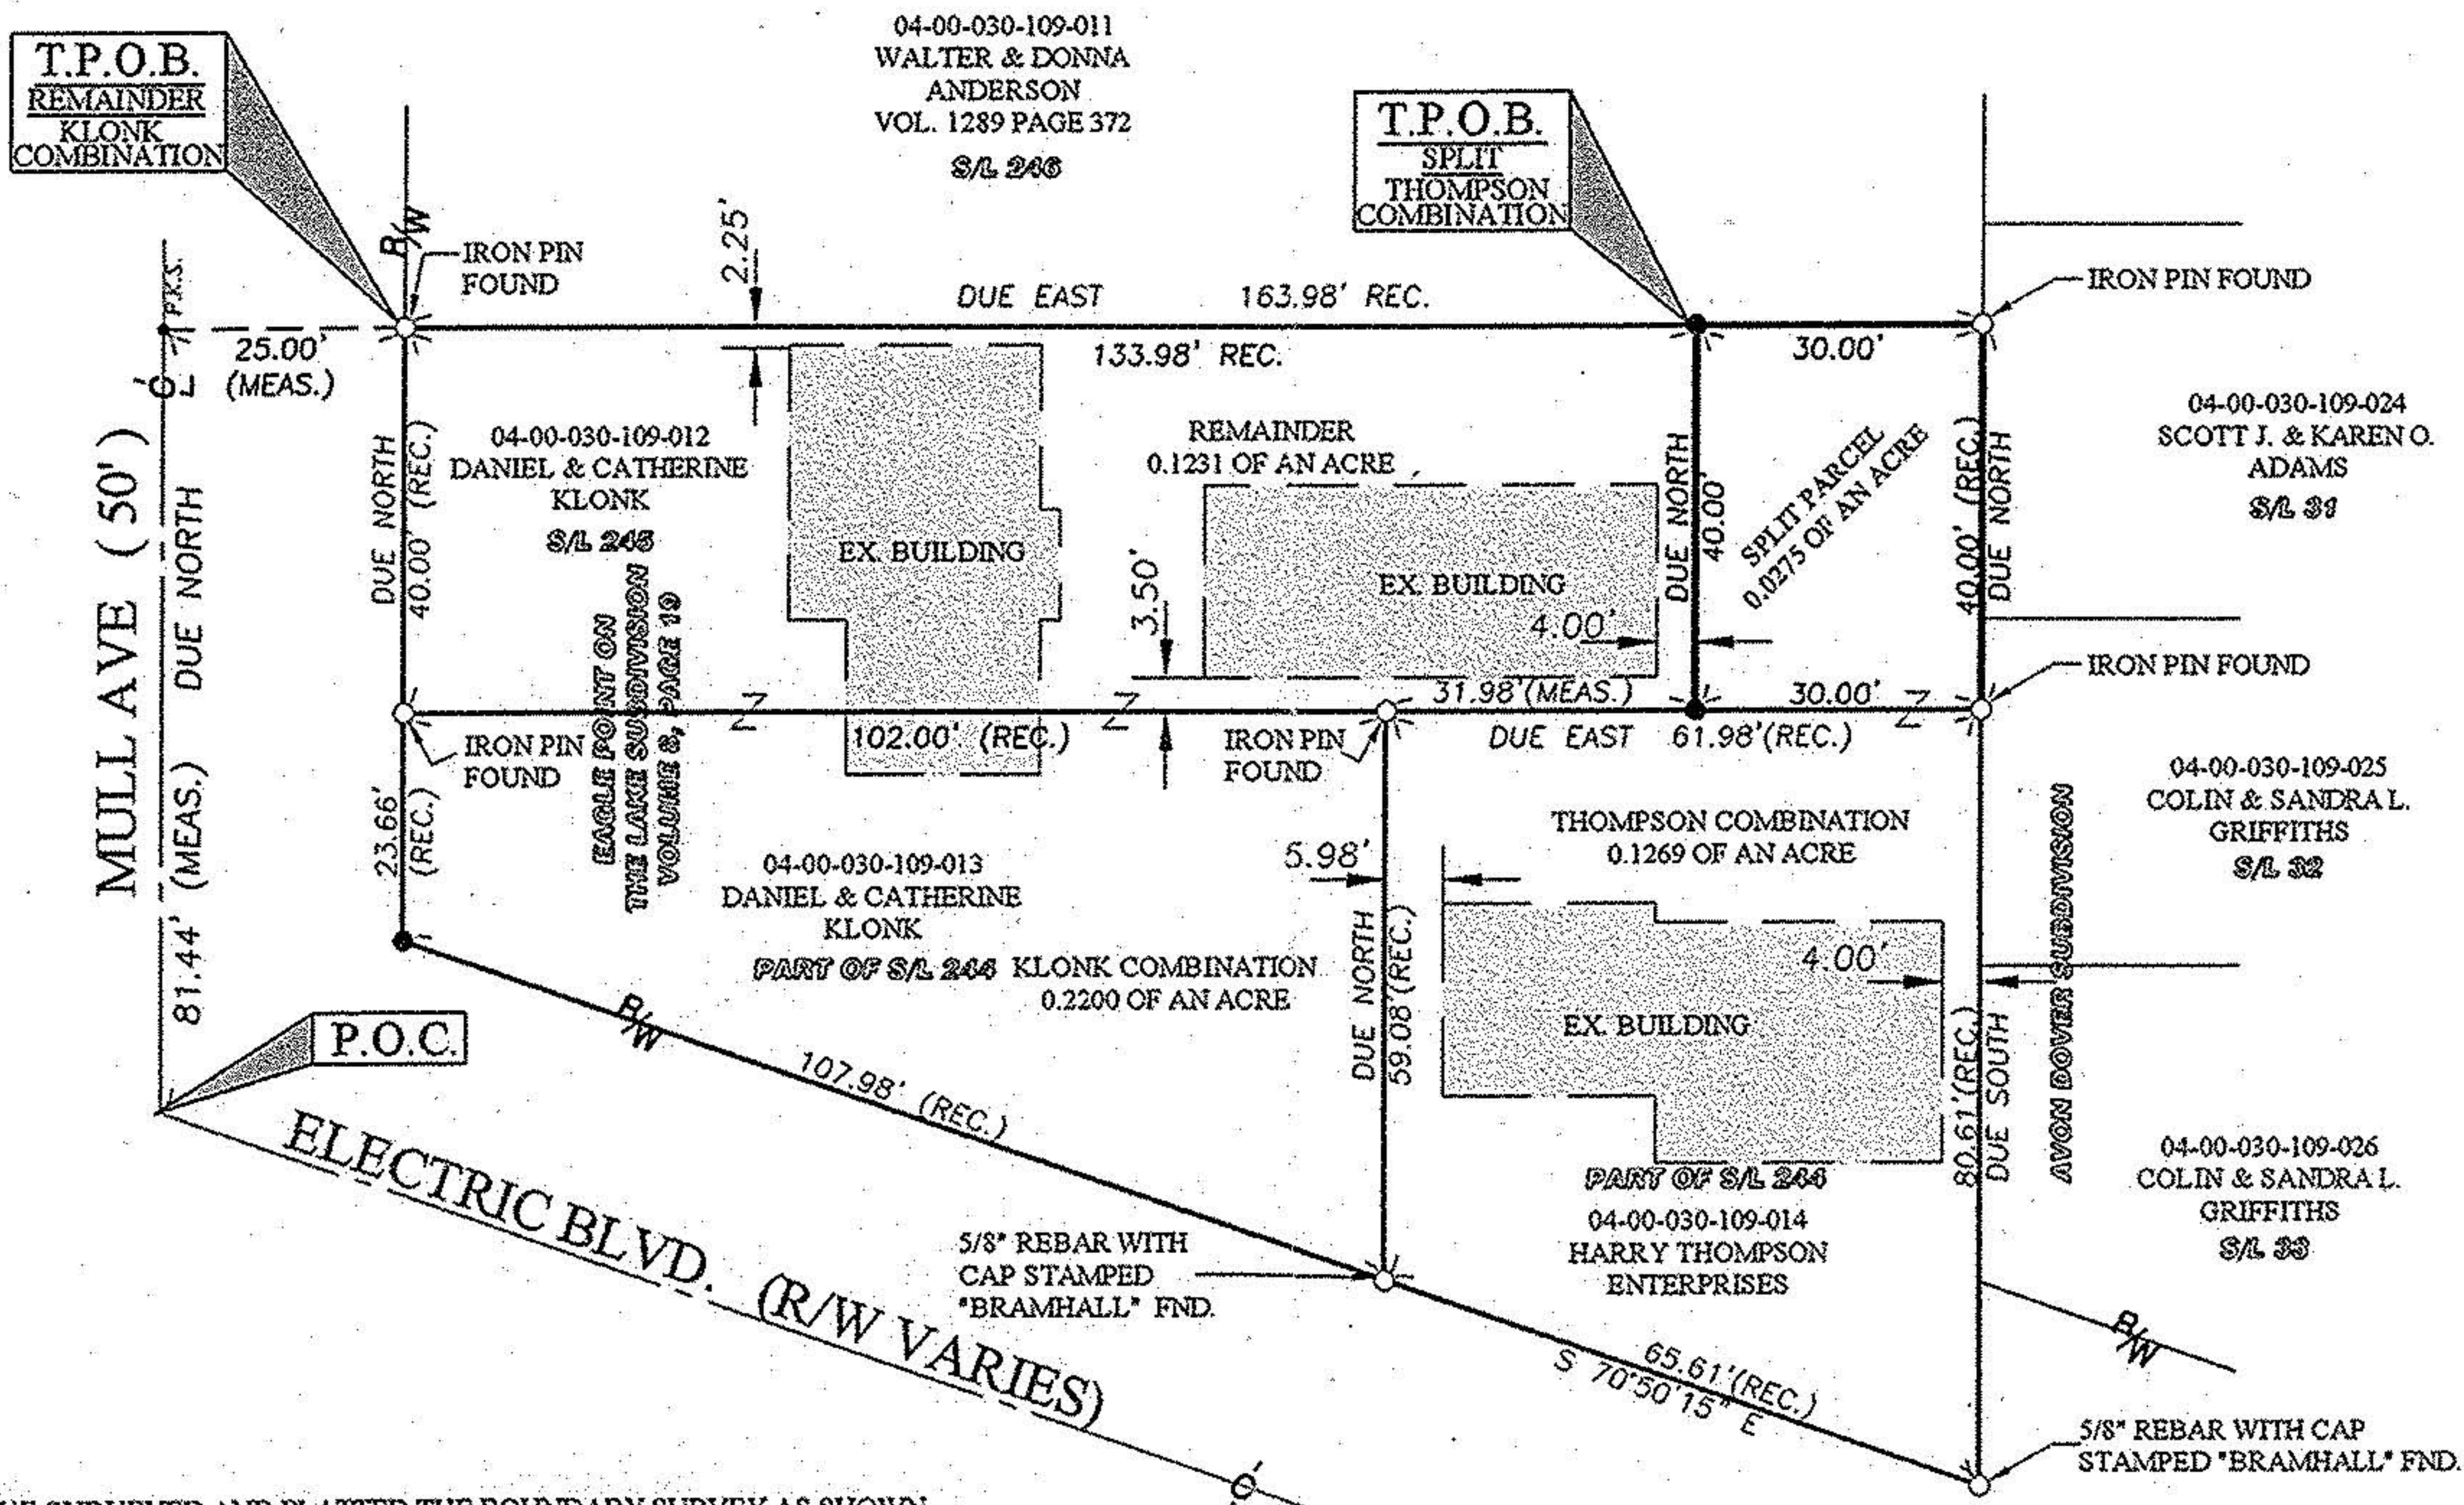 04-00-030-109-011
WALTER & DONNA
ANDERSON
VOL. 1289 PAGE 372
S/L 246
T.P.O.B.
REMAINDER
KLONK
COMBINATION
T.P.O.B.
SPLIT
THOMPSON
COMBINATION
R/W
IRON PIN
FOUND
2.25'
P.K.S.
25.00'
(MEAS.)
DUE EAST 163.98' REC.
133.98' REC.
30.00'
IRON PIN FOUND
MULL AVE ( 50' )
DUE NORTH
81.44' (MEAS.)
DUE NORTH
40.00' (REC.)
04-00-030-109-012
DANIEL & CATHERINE
KLONK
S/L 245
EAGLE POINT ON
THE LAKE SUBDIVISION
VOLUME 8, PAGE 19
EX. BUILDING
REMAINDER
0.1231 OF AN ACRE
EX. BUILDING
3.50'
4.00'
DUE NORTH
40.00'
SPLIT PARCEL
0.0275 OF AN ACRE
40.00' (REC.)
DUE NORTH
04-00-030-109-024
SCOTT J. & KAREN O.
ADAMS
S/L 31
IRON PIN FOUND
31.98'(MEAS.)
30.00'
102.00' (REC.)
DUE EAST 61.98'(REC.)
IRON PIN
FOUND
IRON PIN
FOUND
23.66'
(REC.)
04-00-030-109-013
DANIEL & CATHERINE
KLONK
PART OF S/L 244
KLONK COMBINATION
0.2200 OF AN ACRE
THOMPSON COMBINATION
0.1269 OF AN ACRE
5.98'
DUE NORTH
59.08'(REC.)
4.00'
EX. BUILDING
80.61'(REC.)
DUE SOUTH
AVON DOVER SUBDIVISION
04-00-030-109-025
COLIN & SANDRA L.
GRIFFITHS
S/L 32
P.O.C.
R/W
107.98' (REC.)
ELECTRIC BLVD. (R/W VARIES)
PART OF S/L 244
04-00-030-109-014
HARRY THOMPSON
ENTERPRISES
04-00-030-109-026
COLIN & SANDRA L.
GRIFFITHS
S/L 33
5/8" REBAR WITH
CAP STAMPED
"BRAMHALL" FND.
R/W
65.61'(REC.)
S 70°50'15" E
5/8" REBAR WITH CAP
STAMPED "BRAMHALL" FND.
SURVEYED AND PLATTED THE BOUNDARY SURVEY AS SHOWN